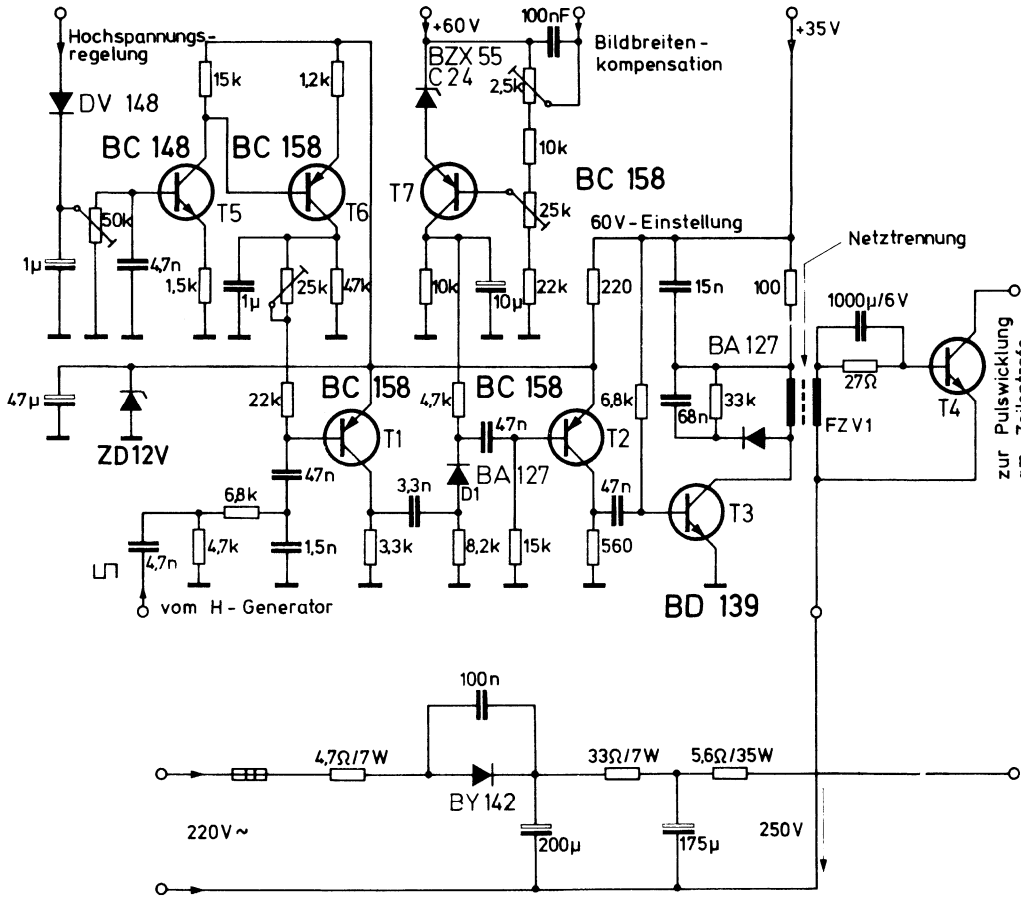 Hochspannungs-
regelung
+60V
100nF
Bildbreiten-
kompensation
+35V
15k
1,2k
BZX 55
C24
2,5k
DV 148
BC 148
BC 158
10k
BC 158
T5
T6
T7
25k
50k
60V-Einstellung
Netztrennung
1µ
4,7n
1,5k
1µ
25k
47k
10k
10µ
22k
220
15n
100
1000µ/6V
BA 127
27Ω
T4
47µ
ZD12V
BC 158
22k
T1
4,7k
BC 158
47n
T2
6,8k
68n
33k
FZV1
zur Pulswicklung
47n
3,3n
D1
BA 127
47n
T3
6,8k
4,7k
4,7n
1,5n
3,3k
8,2k
15k
560
BD 139
vom H-Generator
100n
4,7Ω/7W
BY 142
33Ω/7W
5,6Ω/35W
220V~
200µ
175µ
250V